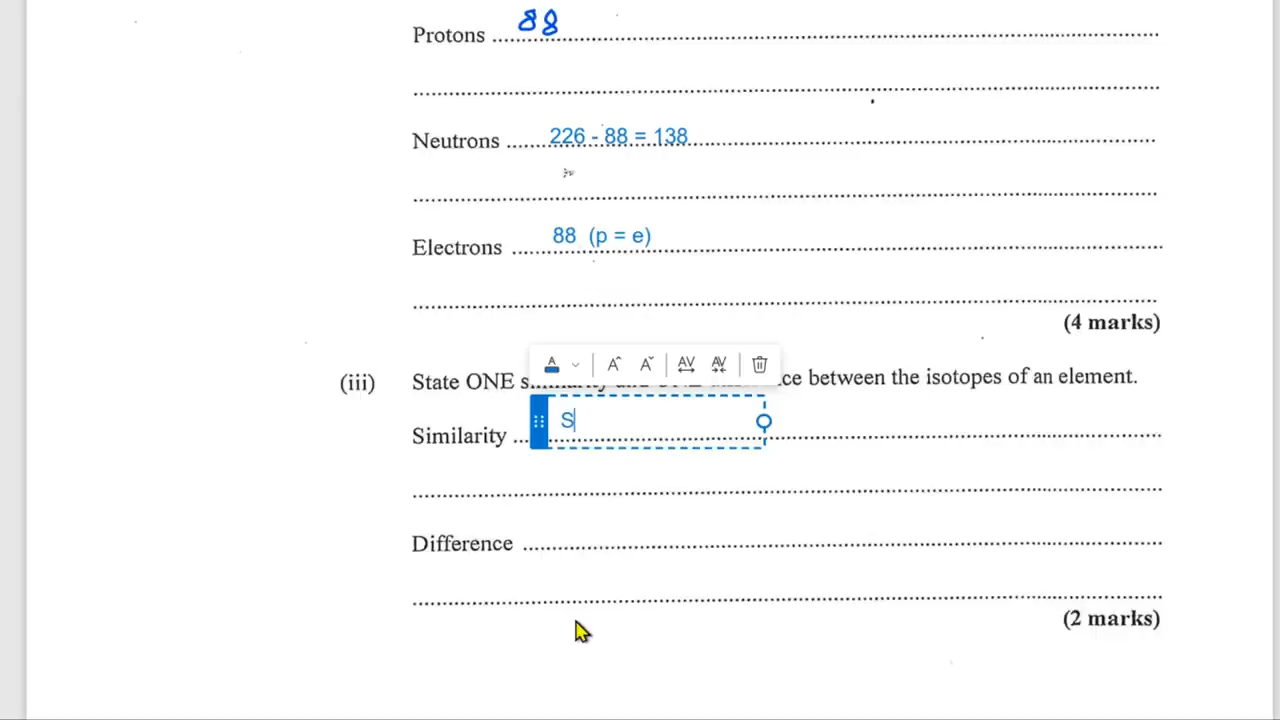 Protons ........ 88
Neutrons ........ 226 - 88 = 138
Electrons ........ 88 (p = e)
(4 marks)
(iii) State ONE between the isotopes of an element.
Similarity ........ S
Difference ........
(2 marks)